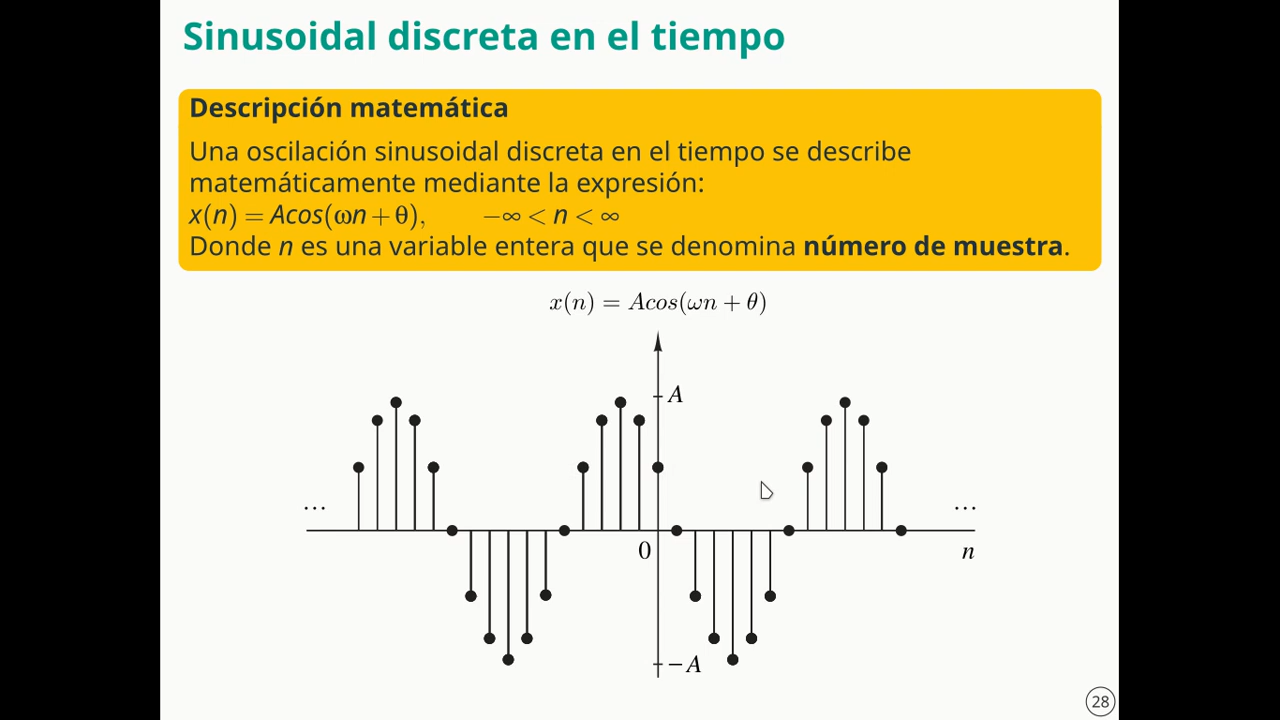 Sinusoidal discreta en el tiempo
Descripción matemática
Una oscilación sinusoidal discreta en el tiempo se describe
matemáticamente mediante la expresión:
x(n) = Acos(ωn + θ), −∞ < n < ∞
Donde n es una variable entera que se denomina número de muestra.
x(n) = Acos(ωn + θ)
A
... ...
0 n
−A
28